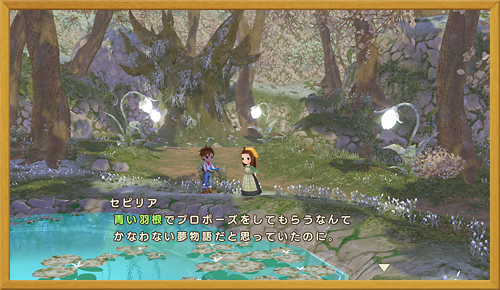 セピリア
青い羽根でプロポーズをしてもらうなんて
かなわない夢物語だと思っていたのに。